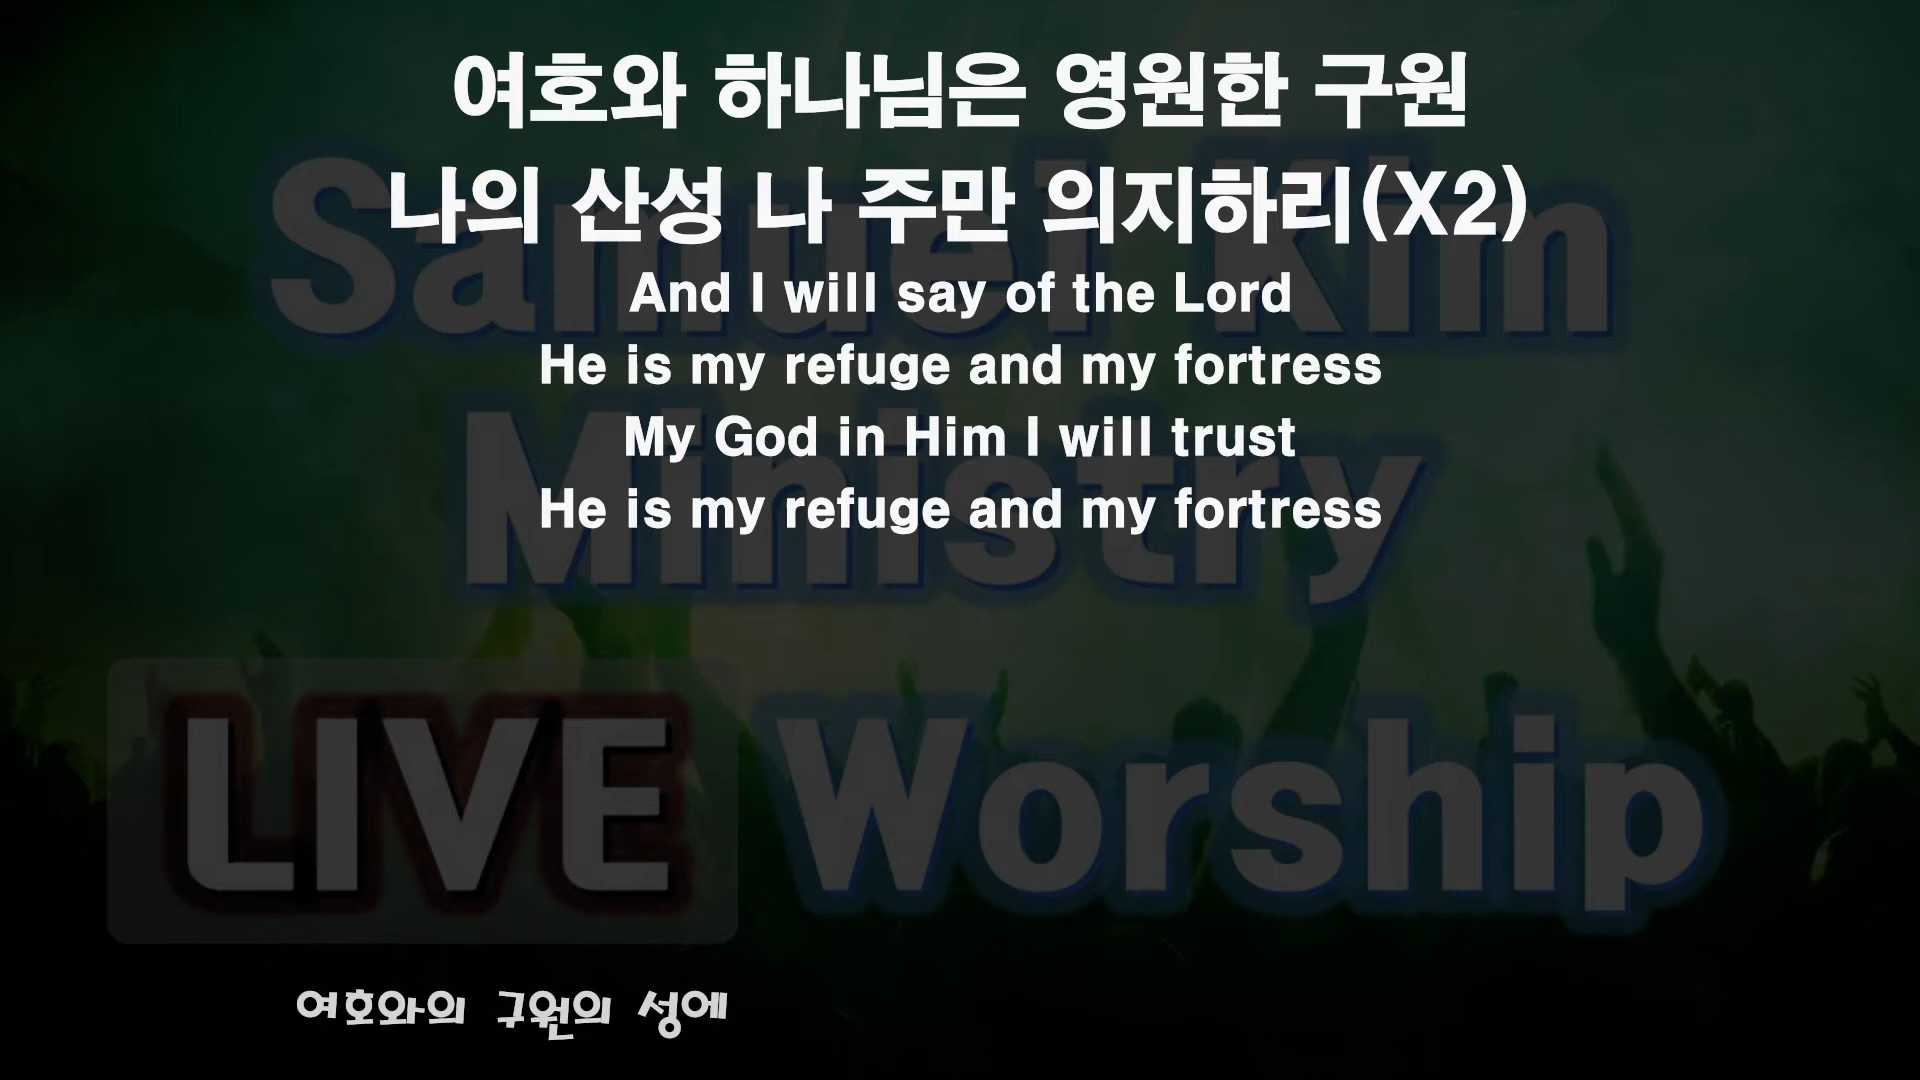 여호와 하나님은 영원한 구원
나의 산성 나 주만 의지하리(X2)
And I will say of the Lord
He is my refuge and my fortress
My God in Him I will trust
He is my refuge and my fortress
Samuel Kim
Ministry
LIVE Worship
여호와의 구원의 성에